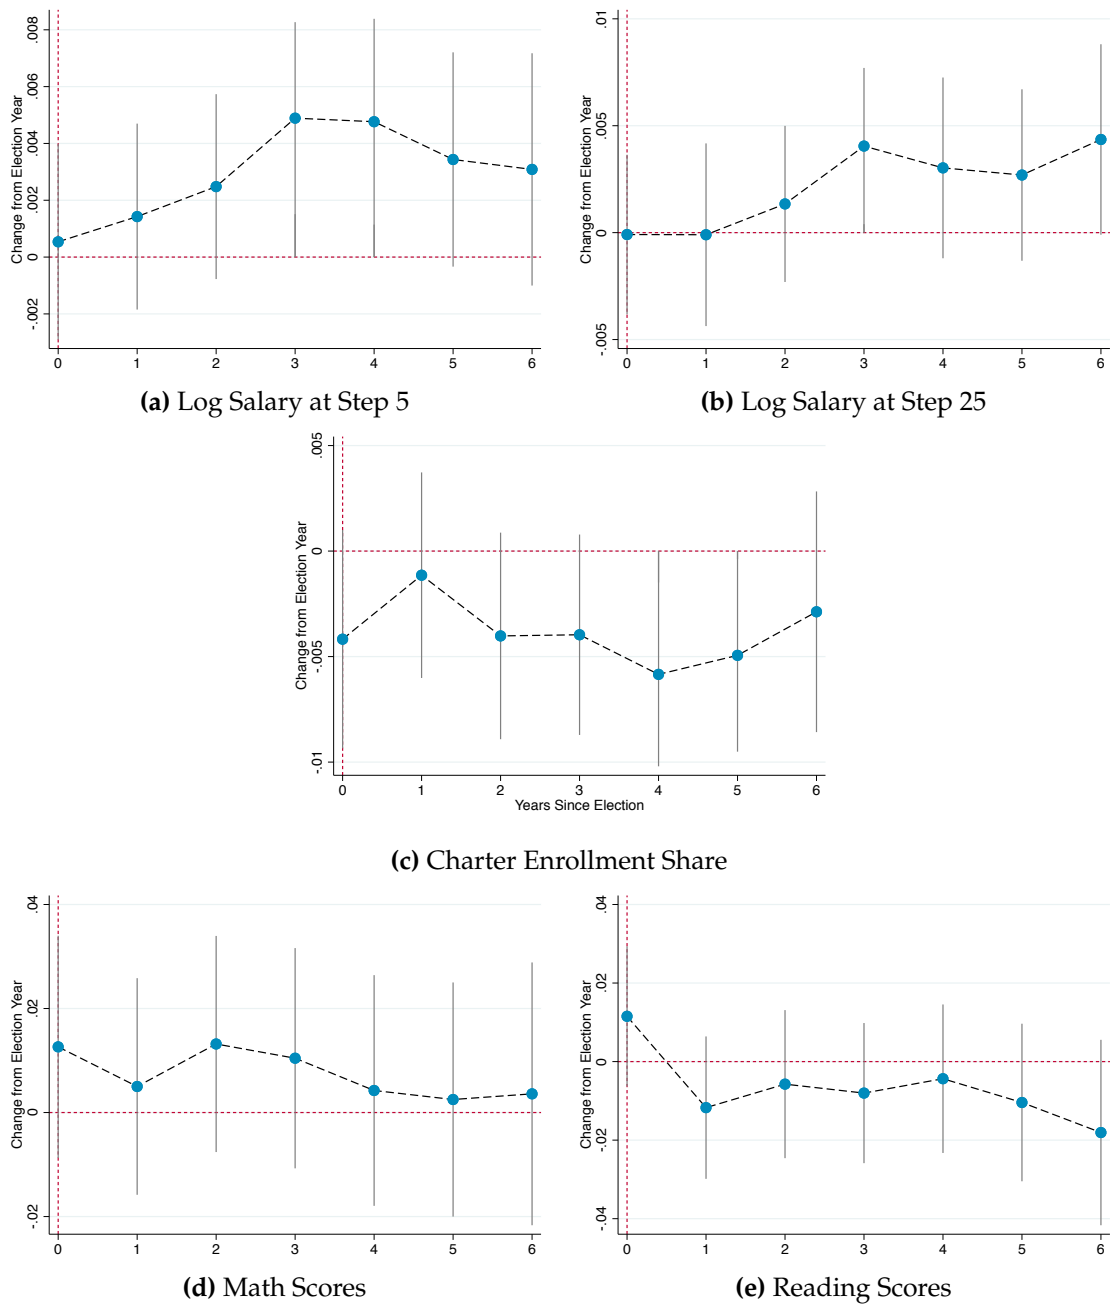 Change from Election Year
.008
.006
.004
.002
0
-.002
0 1 2 3 4 5 6
(a) Log Salary at Step 5
Change from Election Year
.01
.005
0
-.005
0 1 2 3 4 5 6
(b) Log Salary at Step 25
Change from Election Year
.005
0
-.005
-.01
0 1 2 3 4 5 6
Years Since Election
(c) Charter Enrollment Share
Change from Election Year
.04
.02
0
-.02
0 1 2 3 4 5 6
(d) Math Scores
Change from Election Year
.04
.02
0
-.02
-.04
0 1 2 3 4 5 6
(e) Reading Scores